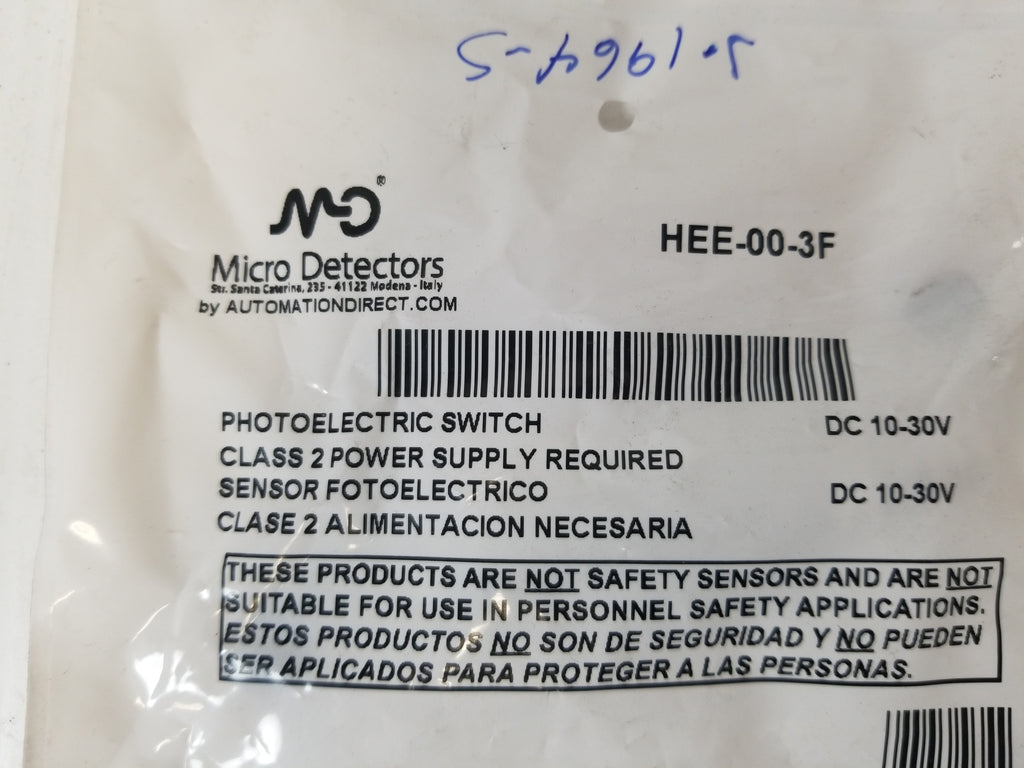 MD®
HEE-00-3F
Micro Detectors
Str. Santa Caterina, 235 - 41122 Modena - Italy
by AUTOMATIONDIRECT.COM
PHOTOELECTRIC SWITCH DC 10-30V
CLASS 2 POWER SUPPLY REQUIRED
SENSOR FOTOELECTRICO DC 10-30V
CLASE 2 ALIMENTACION NECESARIA
THESE PRODUCTS ARE NOT SAFETY SENSORS AND ARE NOT
SUITABLE FOR USE IN PERSONNEL SAFETY APPLICATIONS.
ESTOS PRODUCTOS NO SON DE SEGURIDAD Y NO PUEDEN
SER APLICADOS PARA PROTEGER A LAS PERSONAS.